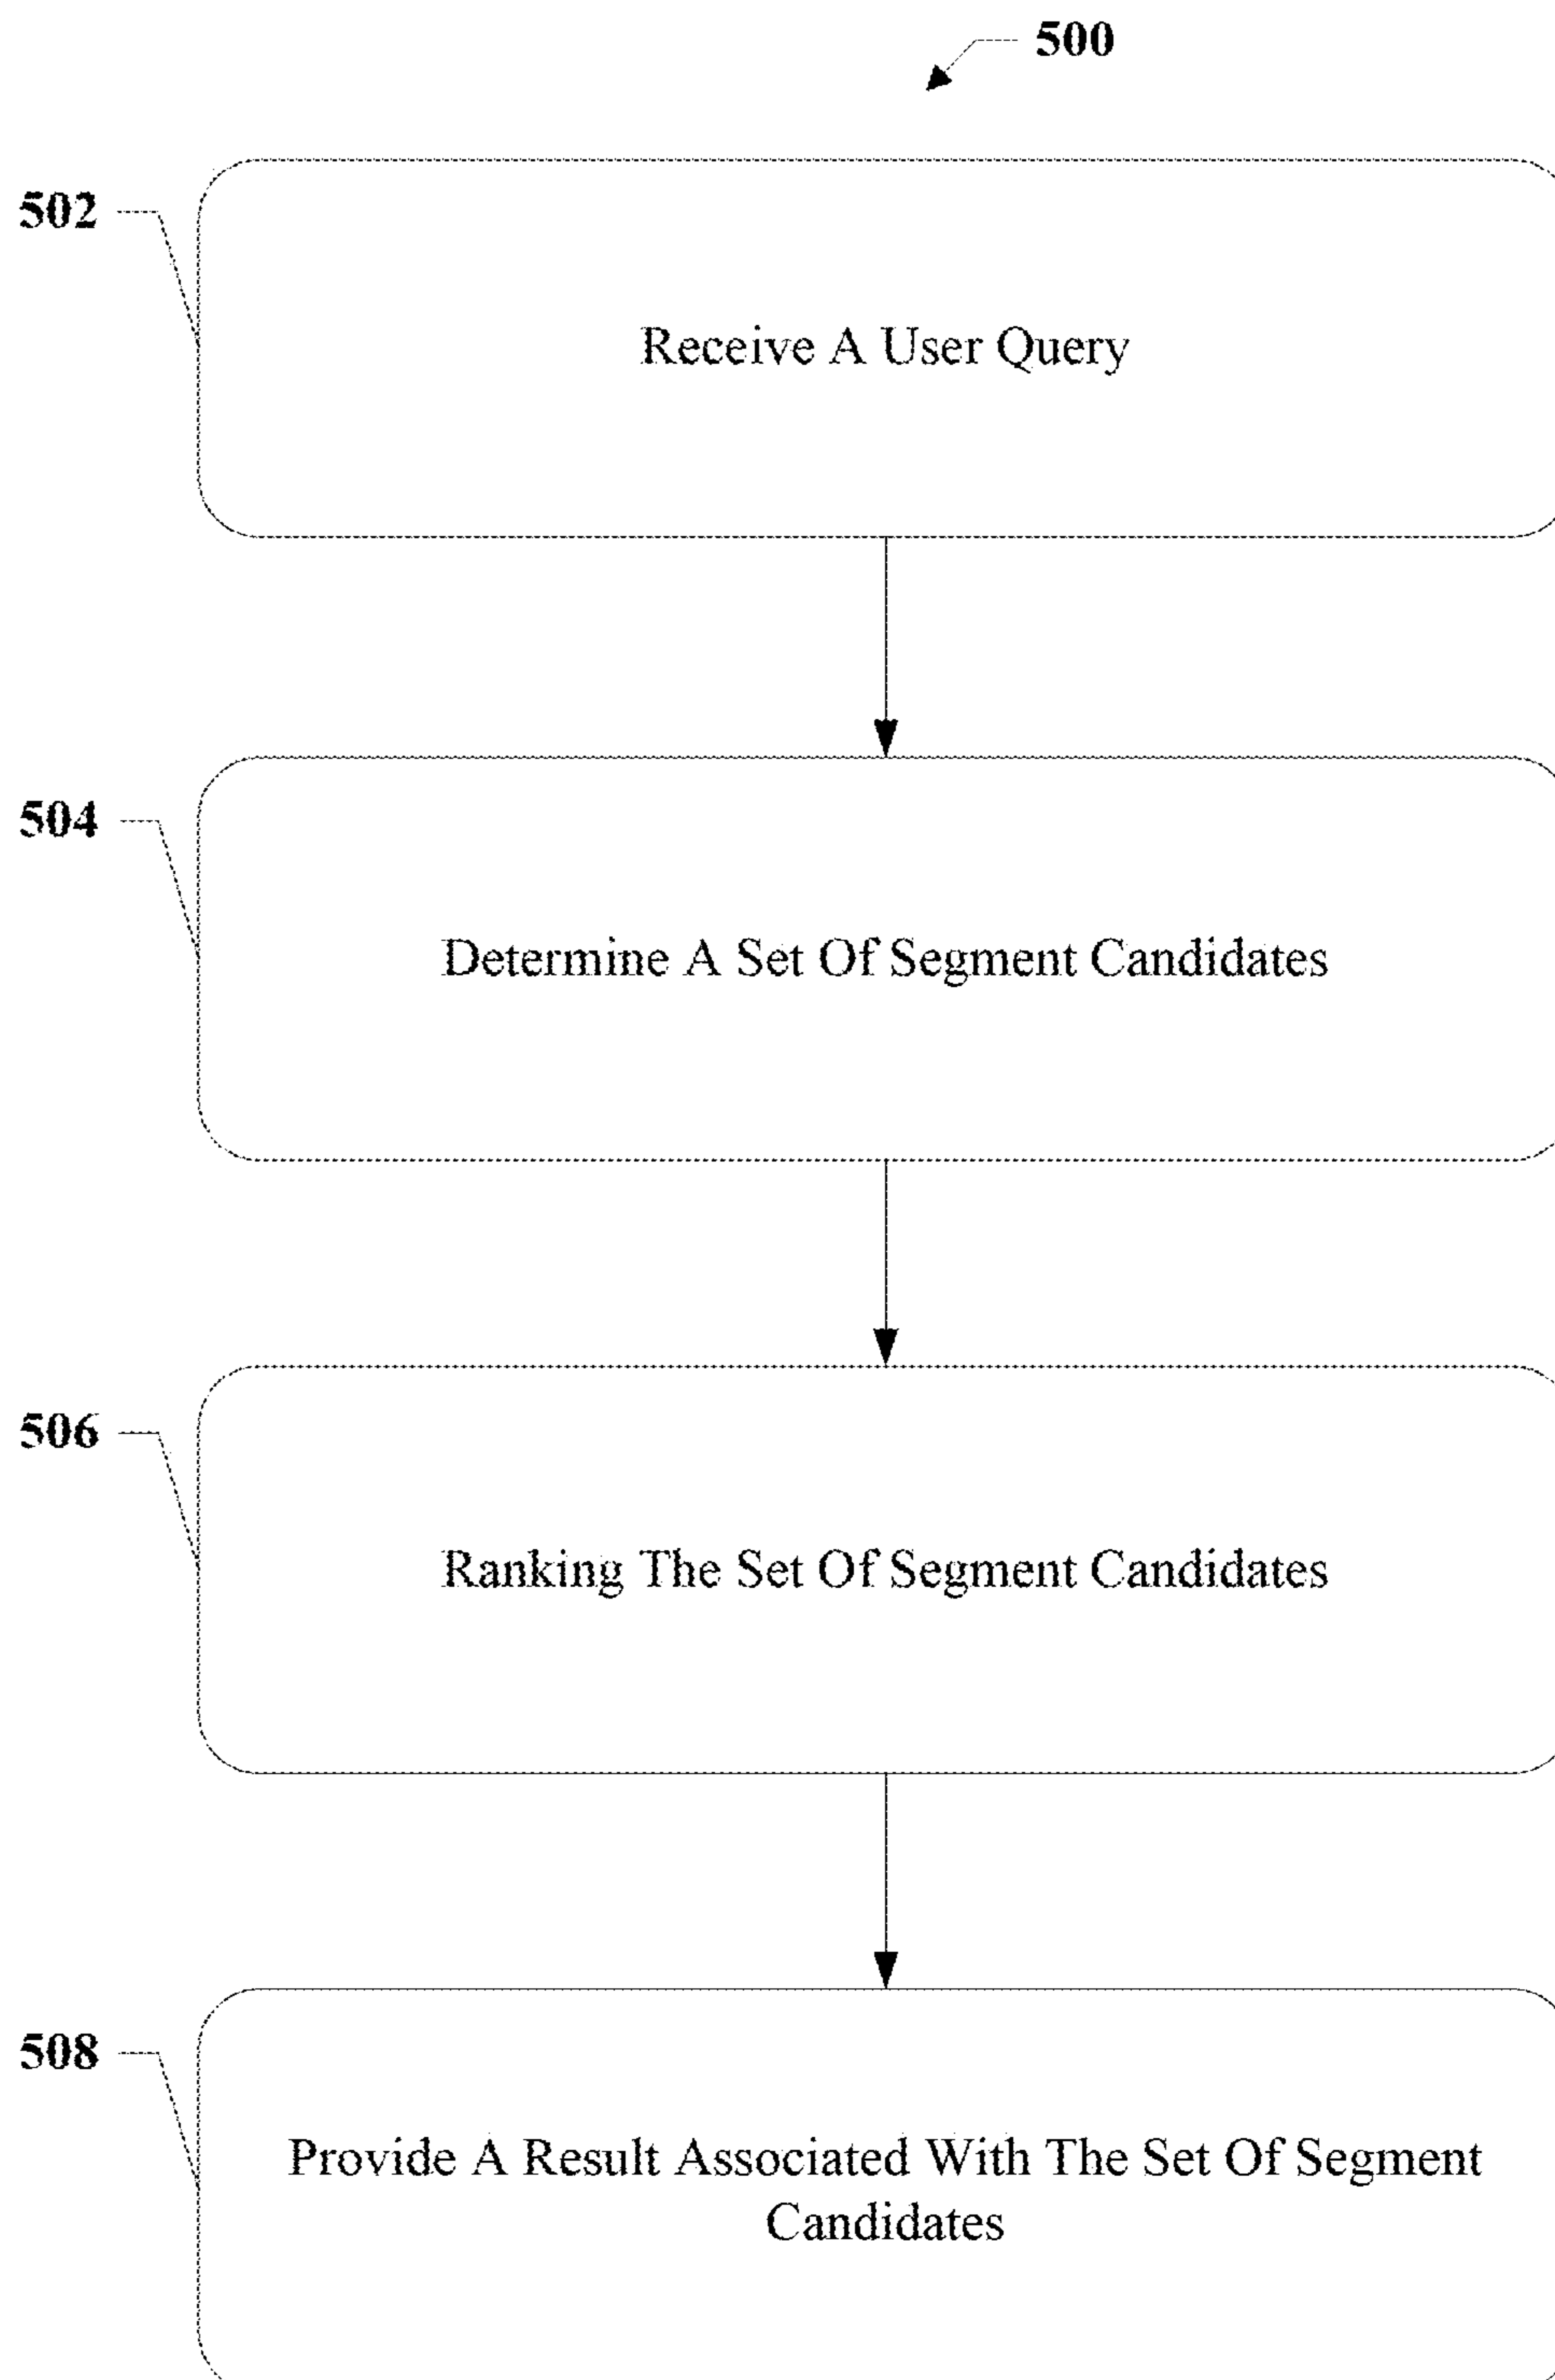 500
502
Receive A User Query
504
Determine A Set Of Segment Candidates
506
Ranking The Set Of Segment Candidates
508
Provide A Result Associated With The Set Of Segment
Candidates